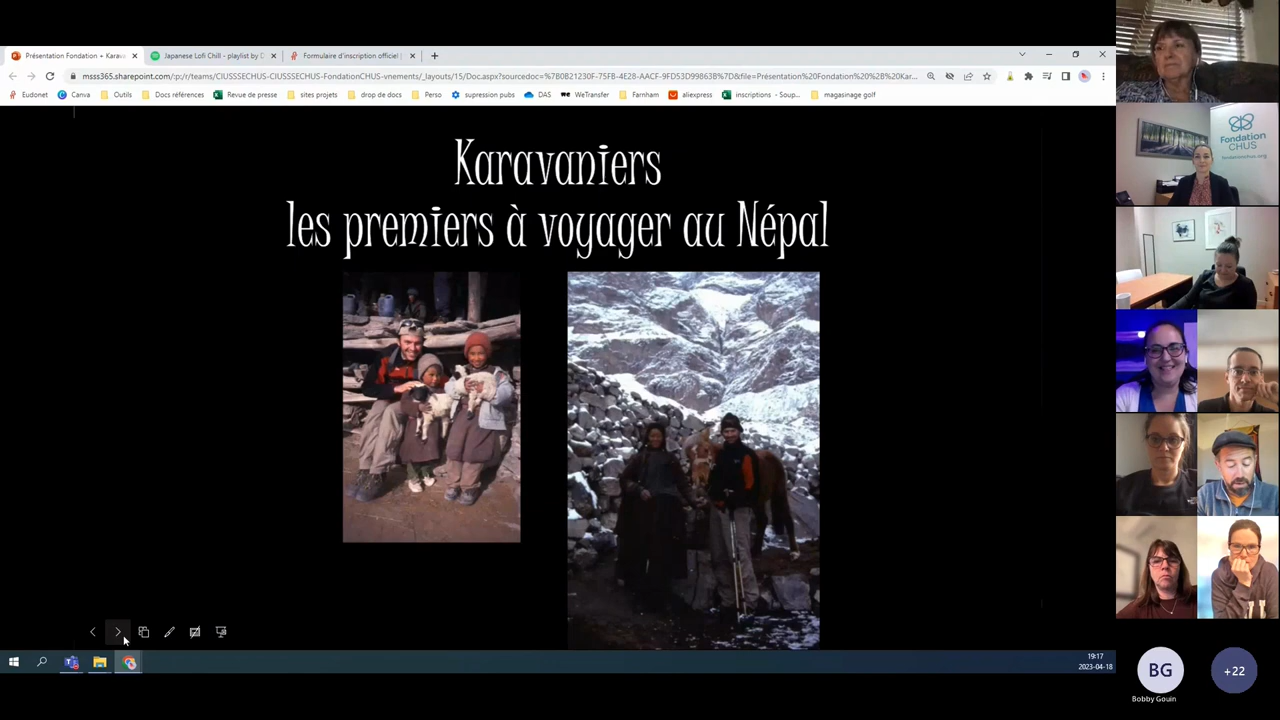 Présentation Fondation + Karava
Japanese Lofi Chill - playlist by D
Formulaire d'inscription officiel |
msss365.sharepoint.com/:p:/r/teams/CIUSSSECHUS-CIUSSSECHUS-FondationCHUS-vnements/_layouts/15/Doc.aspx?sourcedoc=%7B0B21230F-75FB-4E28-AACF-9FD53D99863B%7D&file=Présentation%20Fondation%20%2B%20Kar...
Eudonet
Canva
Outils
Docs références
Revue de presse
sites projets
drop de docs
Perso
supression pubs
DAS
WeTransfer
Farnham
aliexpress
inscriptions - Soup...
magasinage golf
Karavaniers
les premiers à voyager au Népal
19:17
2023-04-18
Fondation
CHUS
fondationchus.org
BG
+22
Bobby Gouin